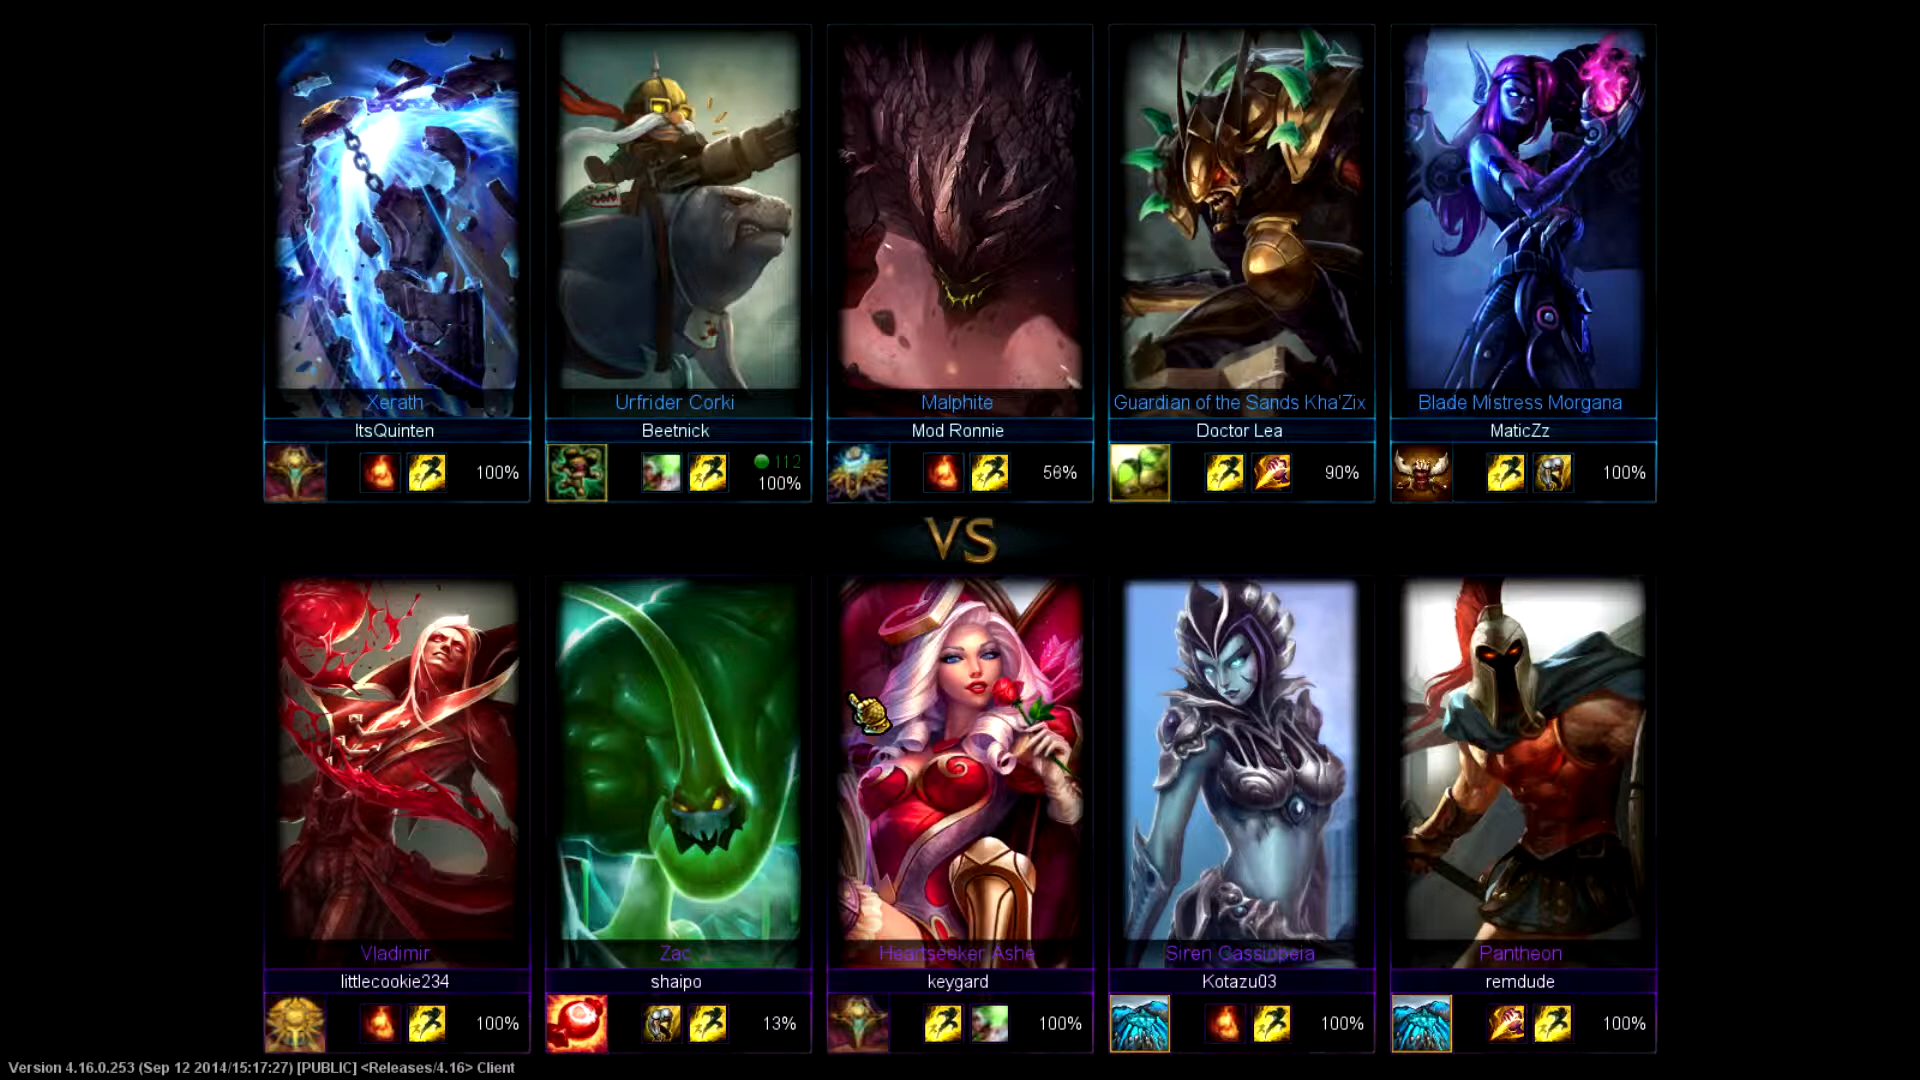 Xerath
Urfrider Corki
Malphite
Guardian of the Sands Kha'Zix
Blade Mistress Morgana
ItsQuinten
Beetnick
Mod Ronnie
Doctor Lea
MaticZz
100%
112
100%
56%
90%
100%
VS
Vladimir
Zac
Heartseeker Ashe
Siren Cassiopeia
Pantheon
littlecookie234
shaipo
keygard
Kotazu03
remdude
100%
13%
100%
100%
100%
Version 4.16.0.253 (Sep 12 2014/15:17:27) [PUBLIC] <Releases/4.16> Client